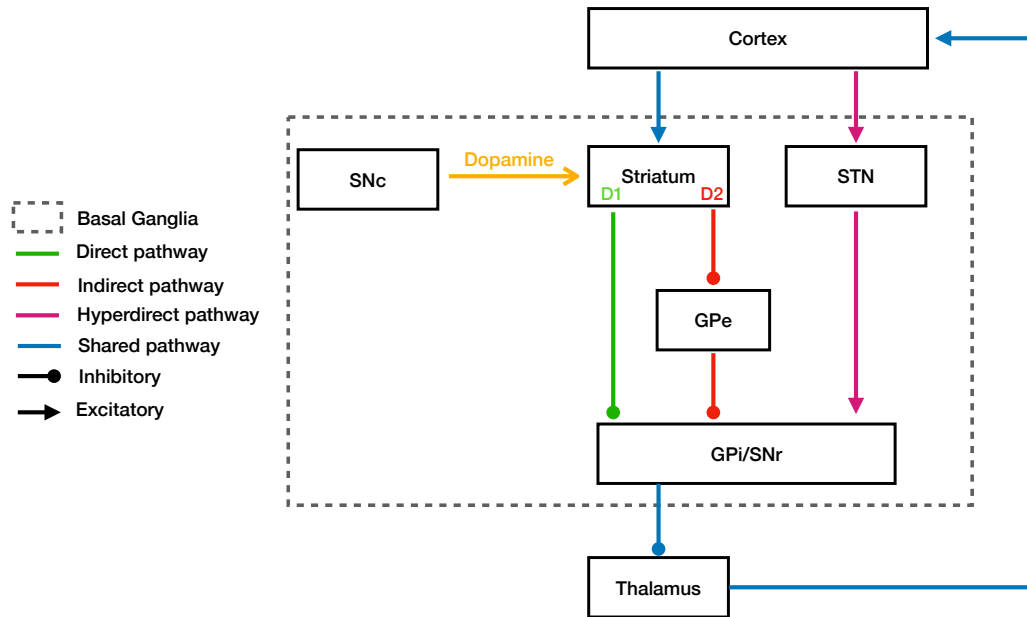 Cortex
Dopamine
SNc
Striatum
D1
D2
STN
GPe
GPi/SNr
Thalamus
Basal Ganglia
Direct pathway
Indirect pathway
Hyperdirect pathway
Shared pathway
Inhibitory
Excitatory